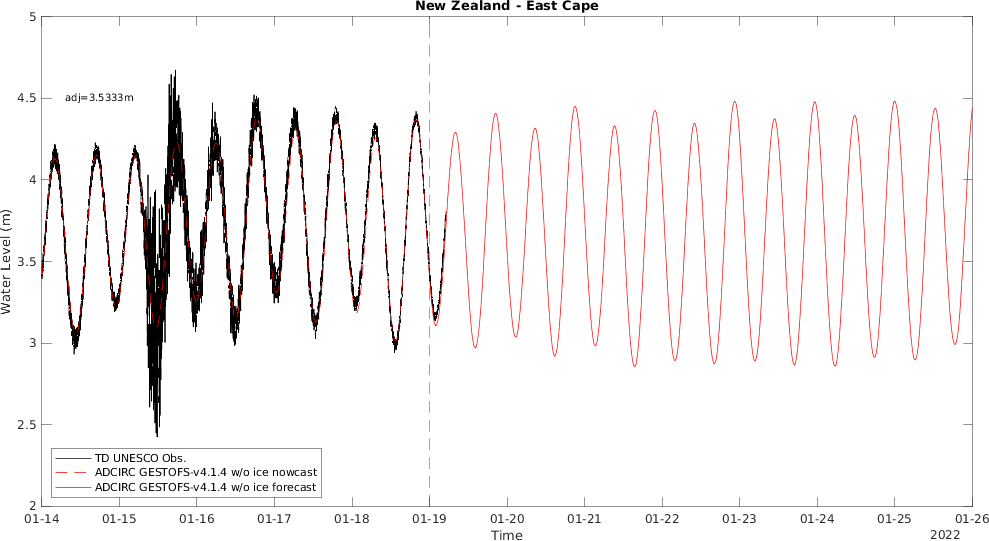 New Zealand - East Cape
adj=3.5333m
5
4.5
4
3.5
3
2.5
2
Water Level (m)
TD UNESCO Obs.
ADCIRC GESTOFS-v4.1.4 w/o ice nowcast
ADCIRC GESTOFS-v4.1.4 w/o ice forecast
01-14 01-15 01-16 01-17 01-18 01-19 01-20 01-21 01-22 01-23 01-24 01-25 01-26
Time
2022